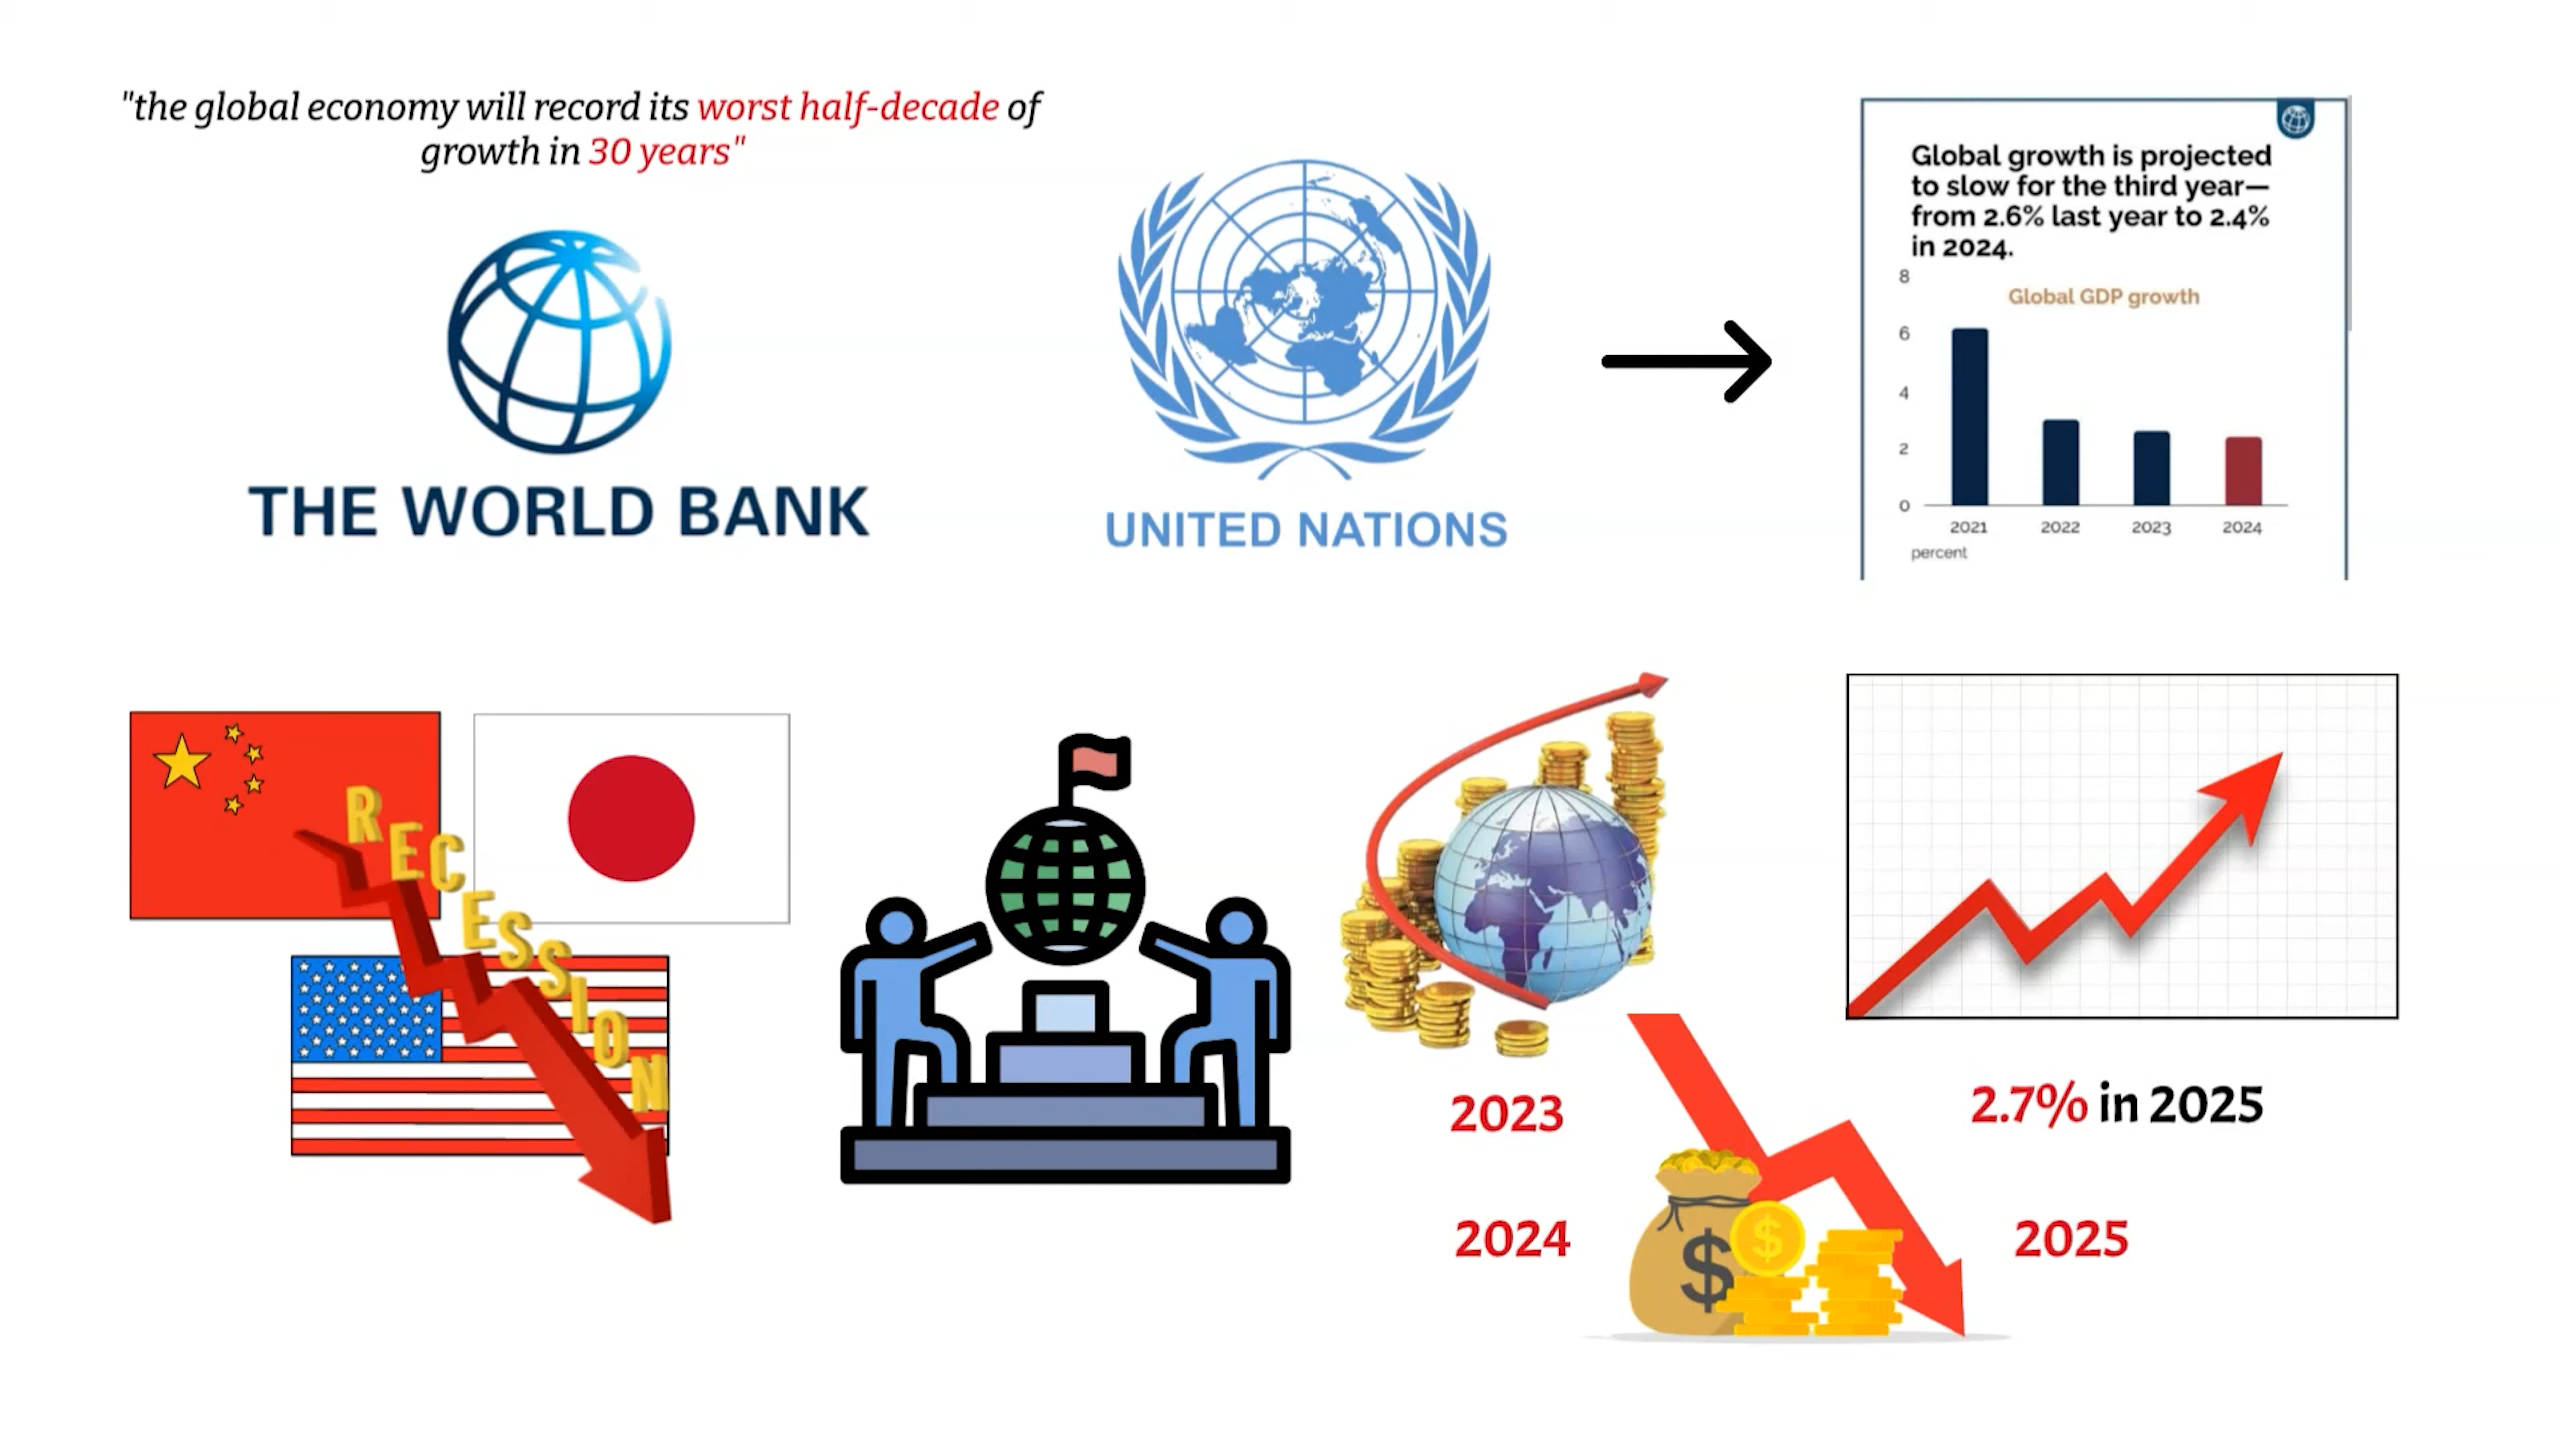 "the global economy will record its worst half-decade of
growth in 30 years"
THE WORLD BANK
UNITED NATIONS
Global growth is projected
to slow for the third year—
from 2.6% last year to 2.4%
in 2024.
Global GDP growth
8
6
4
2
0
2021 2022 2023 2024
percent
RECESSION
2023
2024
$
$
2.7% in 2025
2025